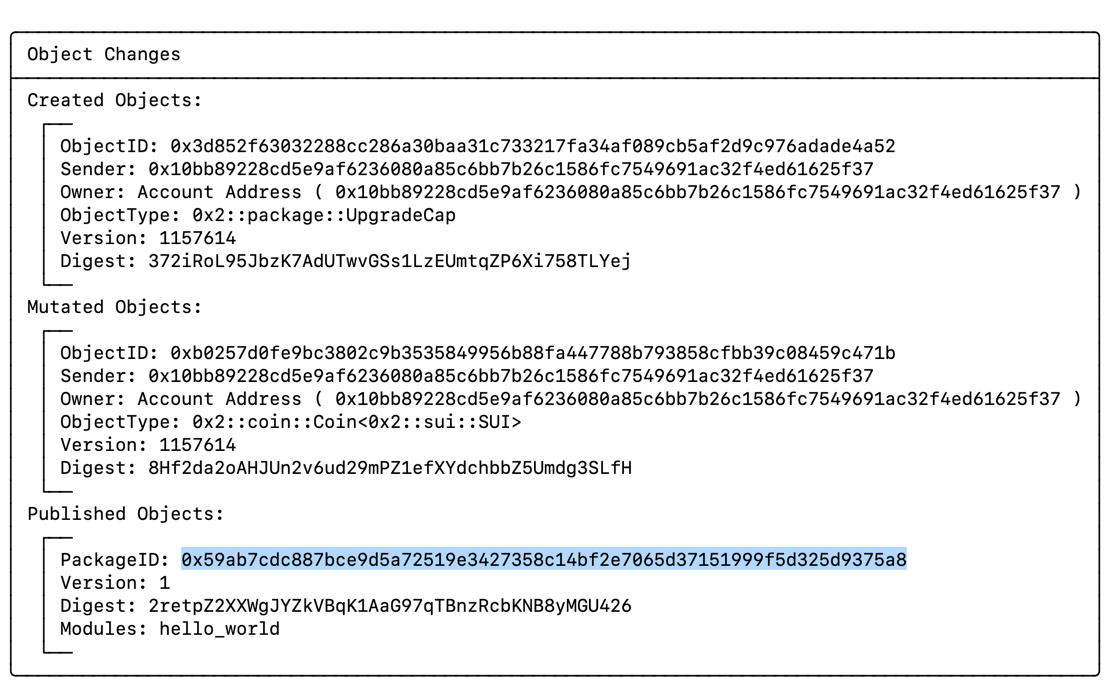 Object Changes
Created Objects:
ObjectID: 0x3d852f63032288cc286a30baa31c733217fa34af089cb5af2d9c976adade4a52
Sender: 0x10bb89228cd5e9af6236080a85c6bb7b26c1586fc7549691ac32f4ed61625f37
Owner: Account Address ( 0x10bb89228cd5e9af6236080a85c6bb7b26c1586fc7549691ac32f4ed61625f37 )
ObjectType: 0x2::package::UpgradeCap
Version: 1157614
Digest: 372iRoL95JbzK7AdUTwvGSs1LzEUmtqZP6Xi758TLYej
Mutated Objects:
ObjectID: 0xb0257d0fe9bc3802c9b3535849956b88fa447788b793858cfbb39c08459c471b
Sender: 0x10bb89228cd5e9af6236080a85c6bb7b26c1586fc7549691ac32f4ed61625f37
Owner: Account Address ( 0x10bb89228cd5e9af6236080a85c6bb7b26c1586fc7549691ac32f4ed61625f37 )
ObjectType: 0x2::coin::Coin<0x2::sui::SUI>
Version: 1157614
Digest: 8Hf2da2oAHJUn2v6ud29mPZ1efXYdchbbZ5Umdg3SLfH
Published Objects:
PackageID: 0x59ab7cdc887bce9d5a72519e3427358c14bf2e7065d37151999f5d325d9375a8
Version: 1
Digest: 2retpZ2XXWgJYZkVBqK1AaG97qTBnzRcbKNB8yMGU426
Modules: hello_world